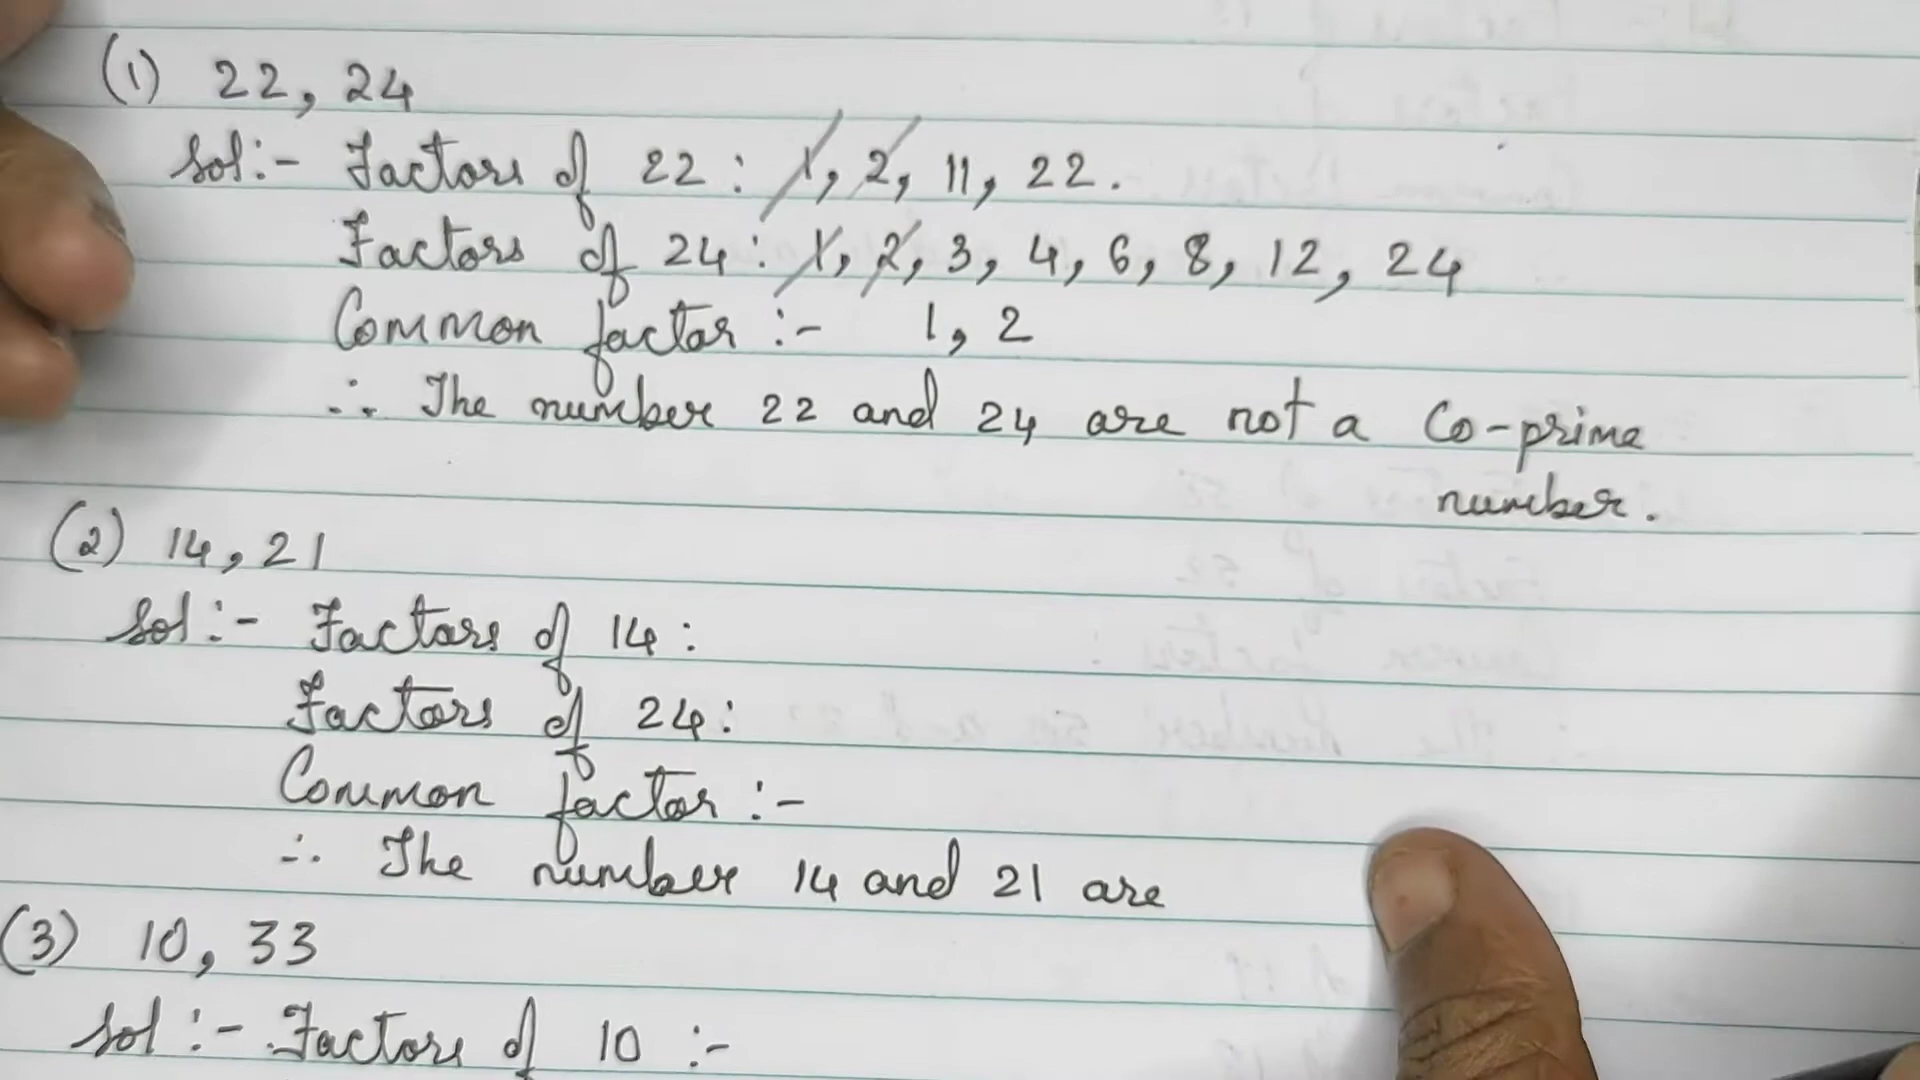 (1) 22, 24
Sol:- Factors of 22 : 1, 2, 11, 22.
Factors of 24 : 1, 2, 3, 4, 6, 8, 12, 24
Common factor :- 1, 2
∴ The number 22 and 24 are not a Co-prime
number.
(2) 14, 21
Sol :- Factors of 14 :
Factors of 24 :
Common factor :-
∴ The number 14 and 21 are
(3) 10, 33
Sol :- Factors of 10 :-